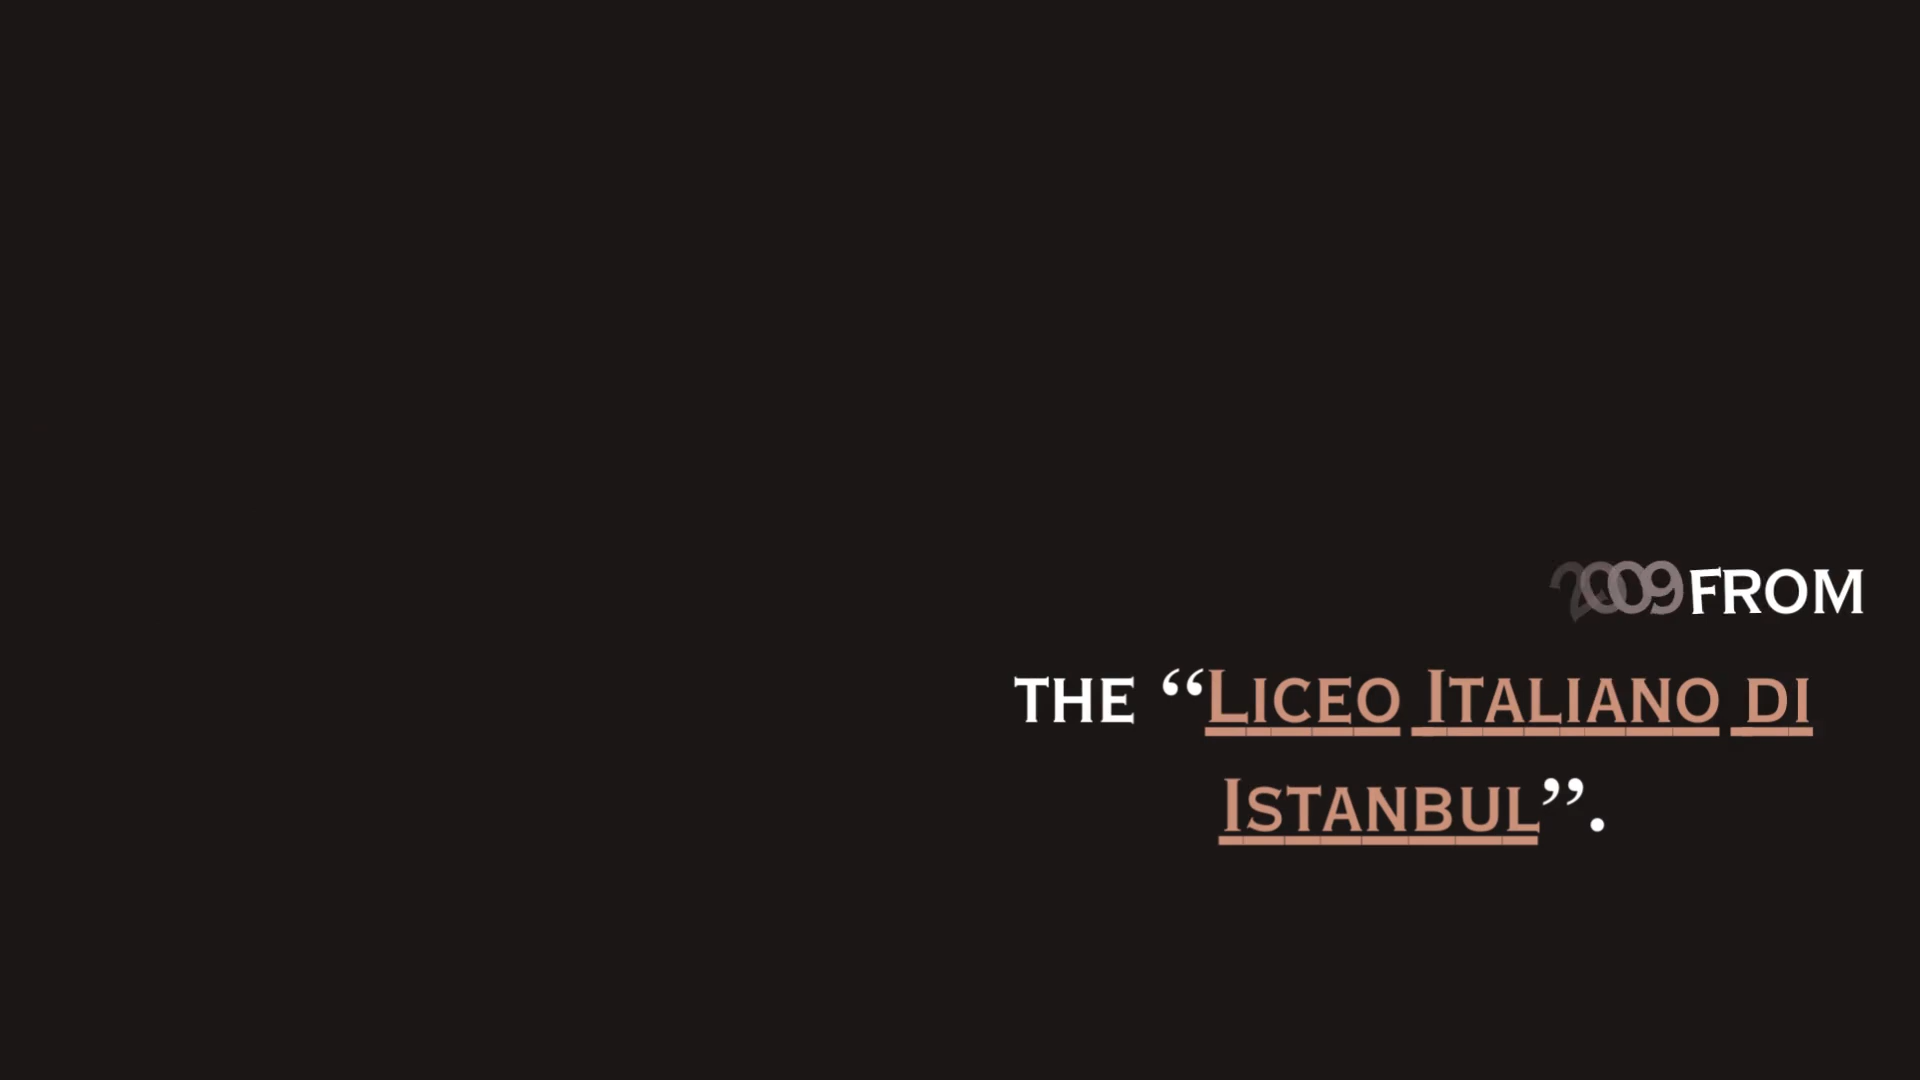 2009 FROM
THE “LICEO ITALIANO DI
ISTANBUL”.